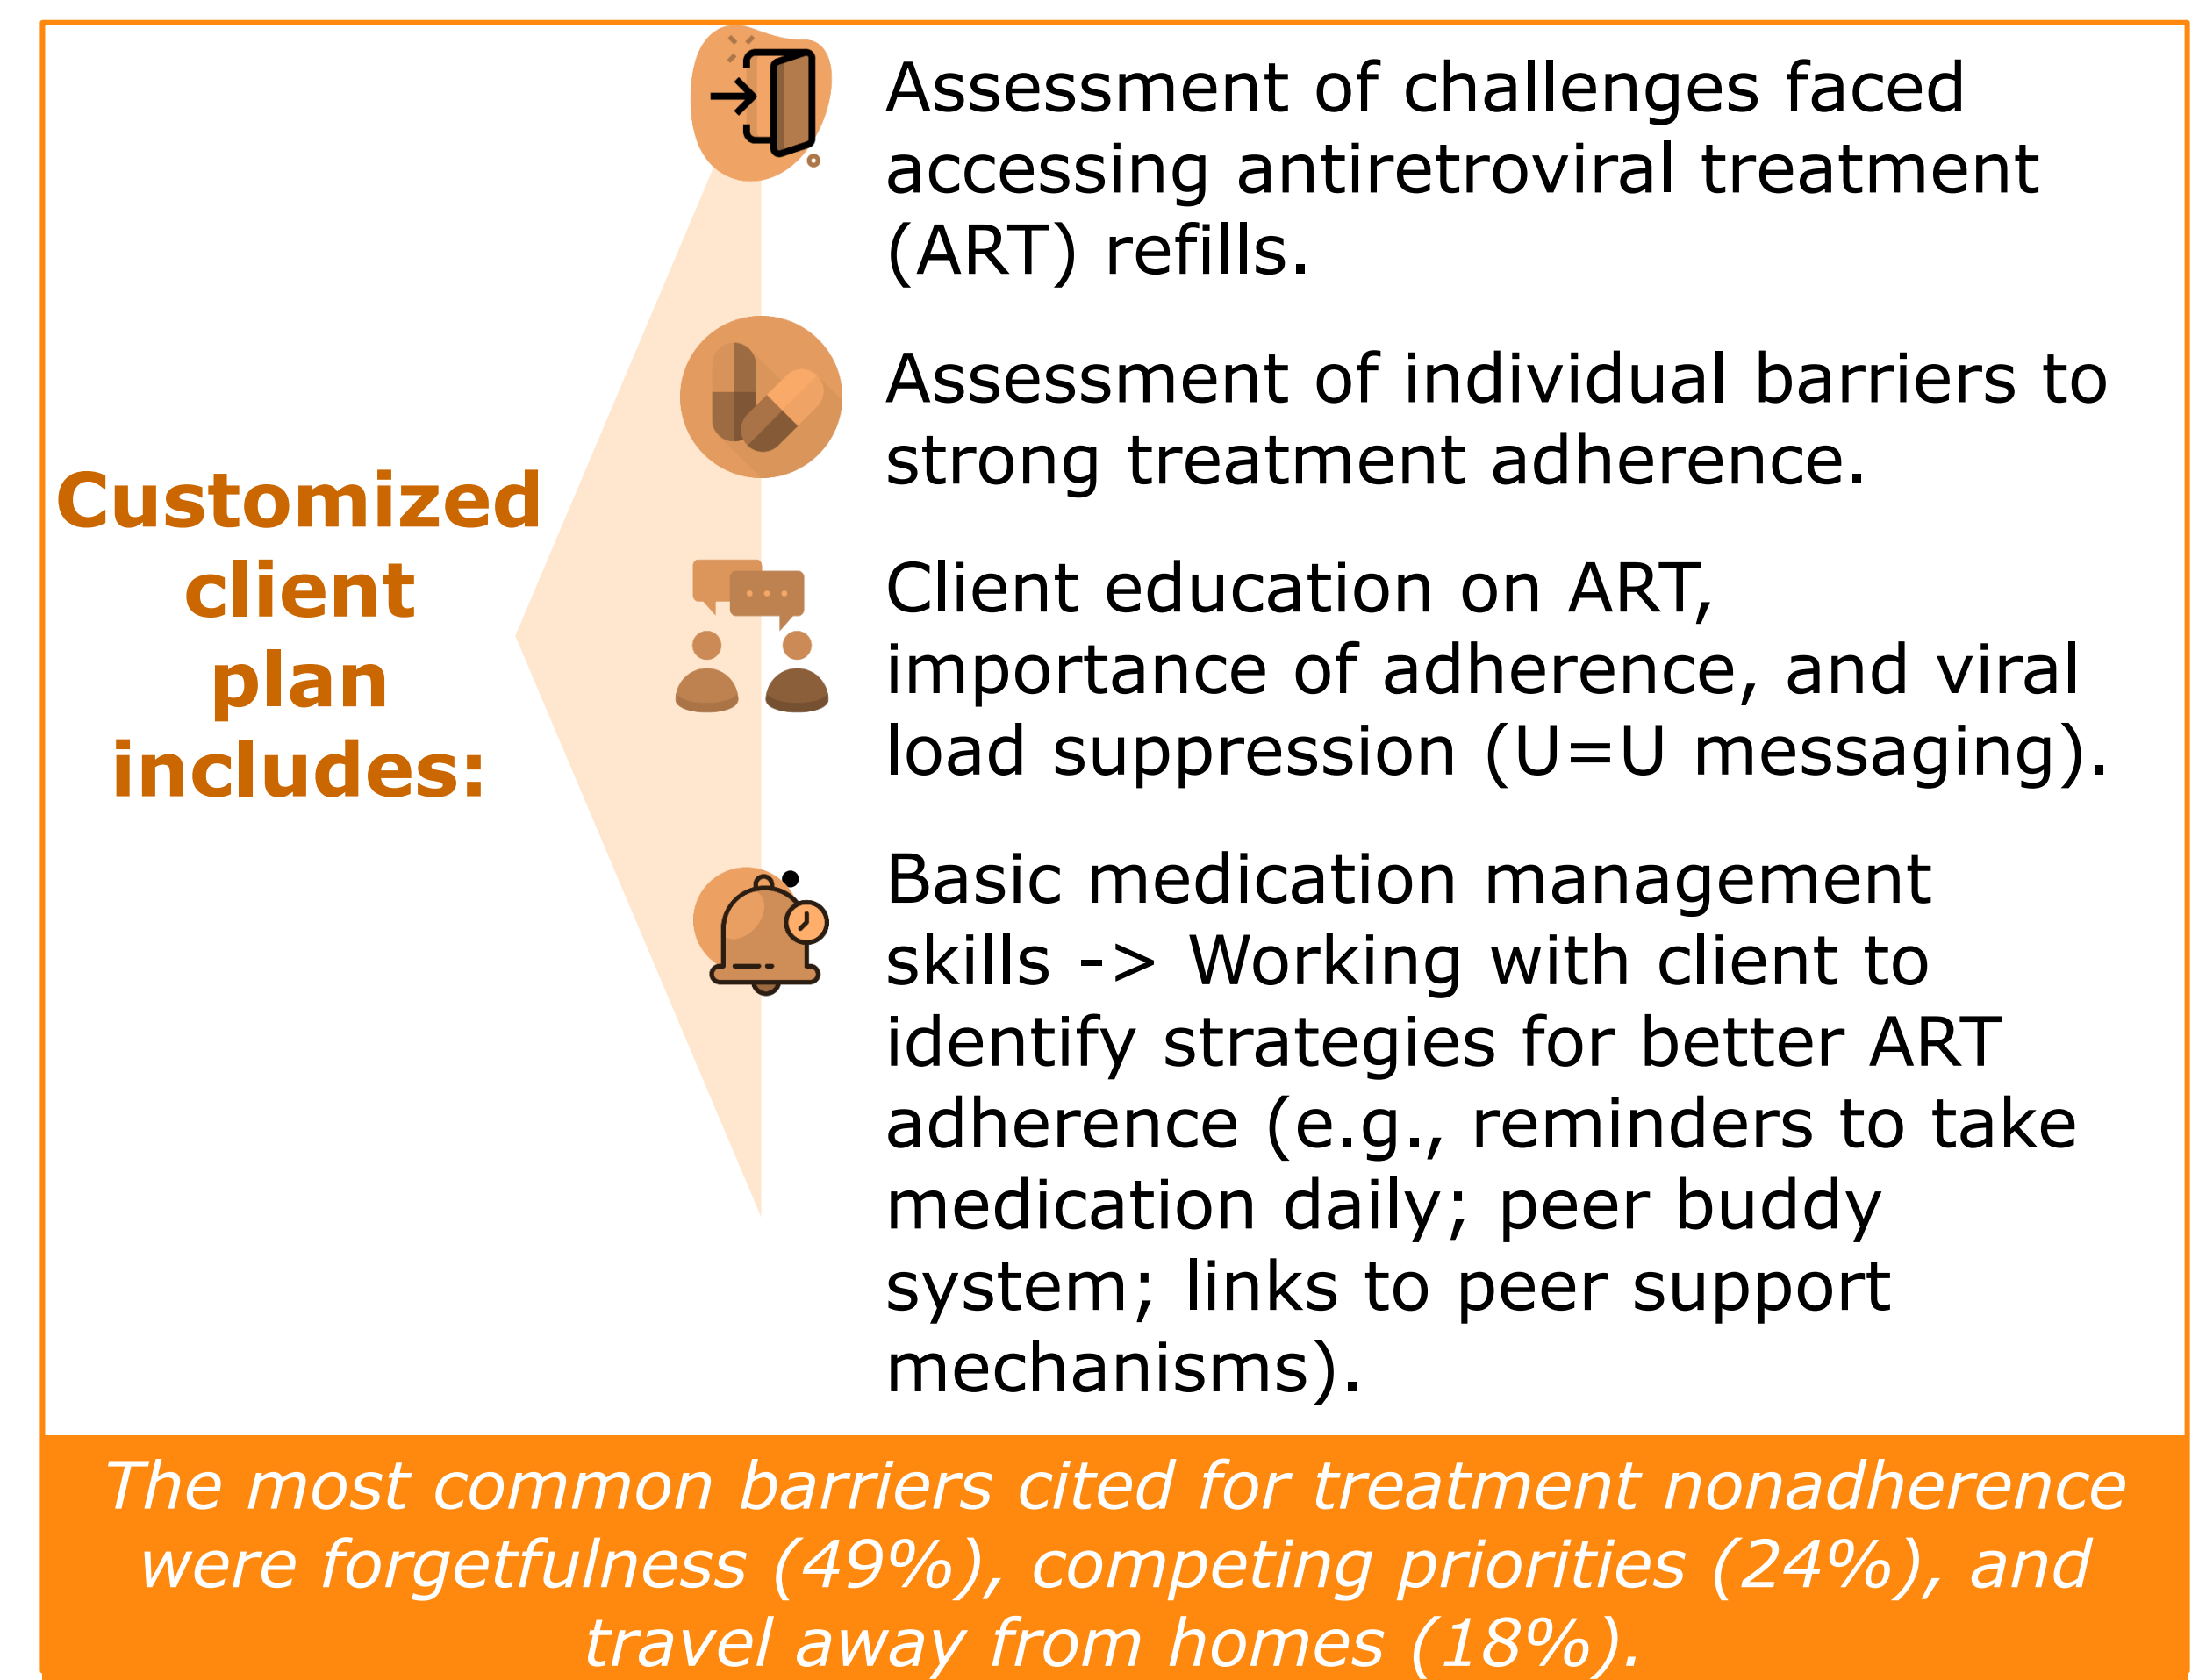 Customized
client
plan
includes:
Assessment of challenges faced
accessing antiretroviral treatment
(ART) refills.
Assessment of individual barriers to
strong treatment adherence.
Client education on ART,
importance of adherence, and viral
load suppression (U=U messaging).
Basic medication management
skills -> Working with client to
identify strategies for better ART
adherence (e.g., reminders to take
medication daily; peer buddy
system; links to peer support
mechanisms).
The most common barriers cited for treatment nonadherence
were forgetfulness (49%), competing priorities (24%), and
travel away from homes (18%).